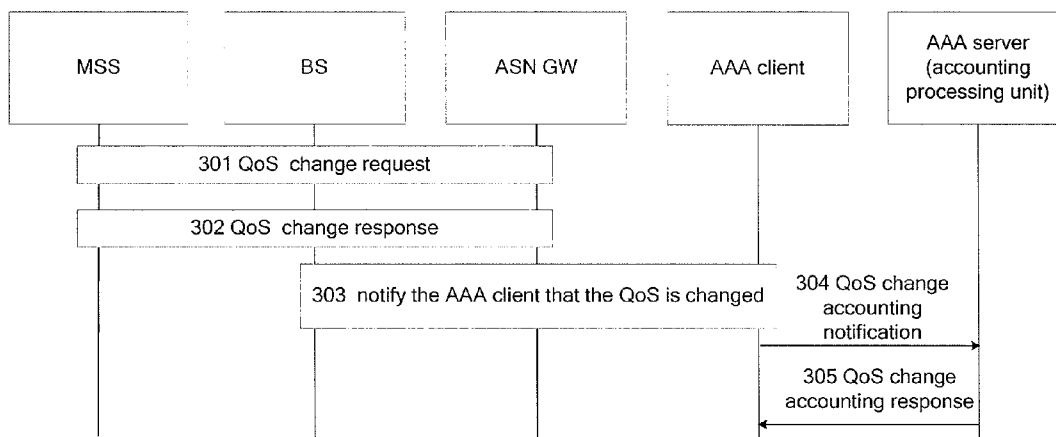 MSS
BS
ASN GW
AAA client
AAA server
(accounting
processing unit)
301 QoS change request
302 QoS change response
303 notify the AAA client that the QoS is changed
304 QoS change
accounting
notification
305 QoS change
accounting response